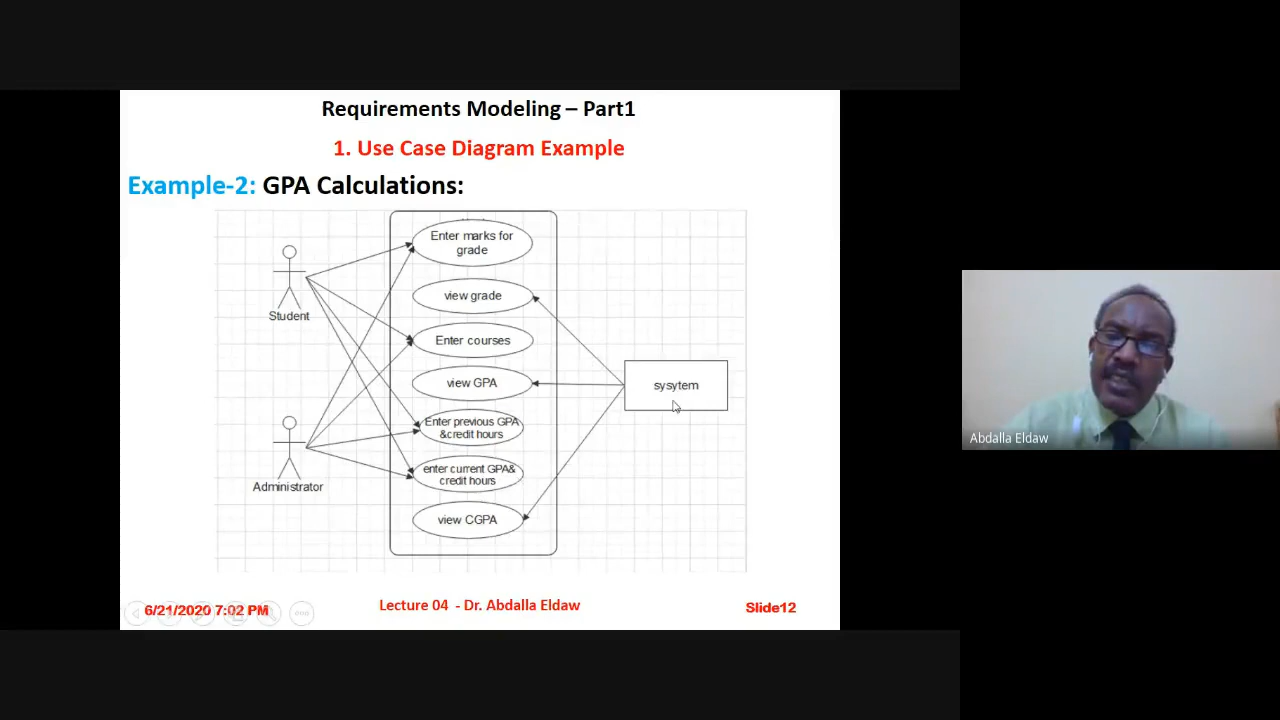 Requirements Modeling – Part1
1. Use Case Diagram Example
Example-2: GPA Calculations:
Enter marks for
grade
view grade
Student
Enter courses
view GPA
sysytem
Enter previous GPA
&credit hours
Administrator
enter current GPA&
credit hours
view CGPA
6/21/2020 7:02 PM
Lecture 04 - Dr. Abdalla Eldaw
Slide12
Abdalla Eldaw